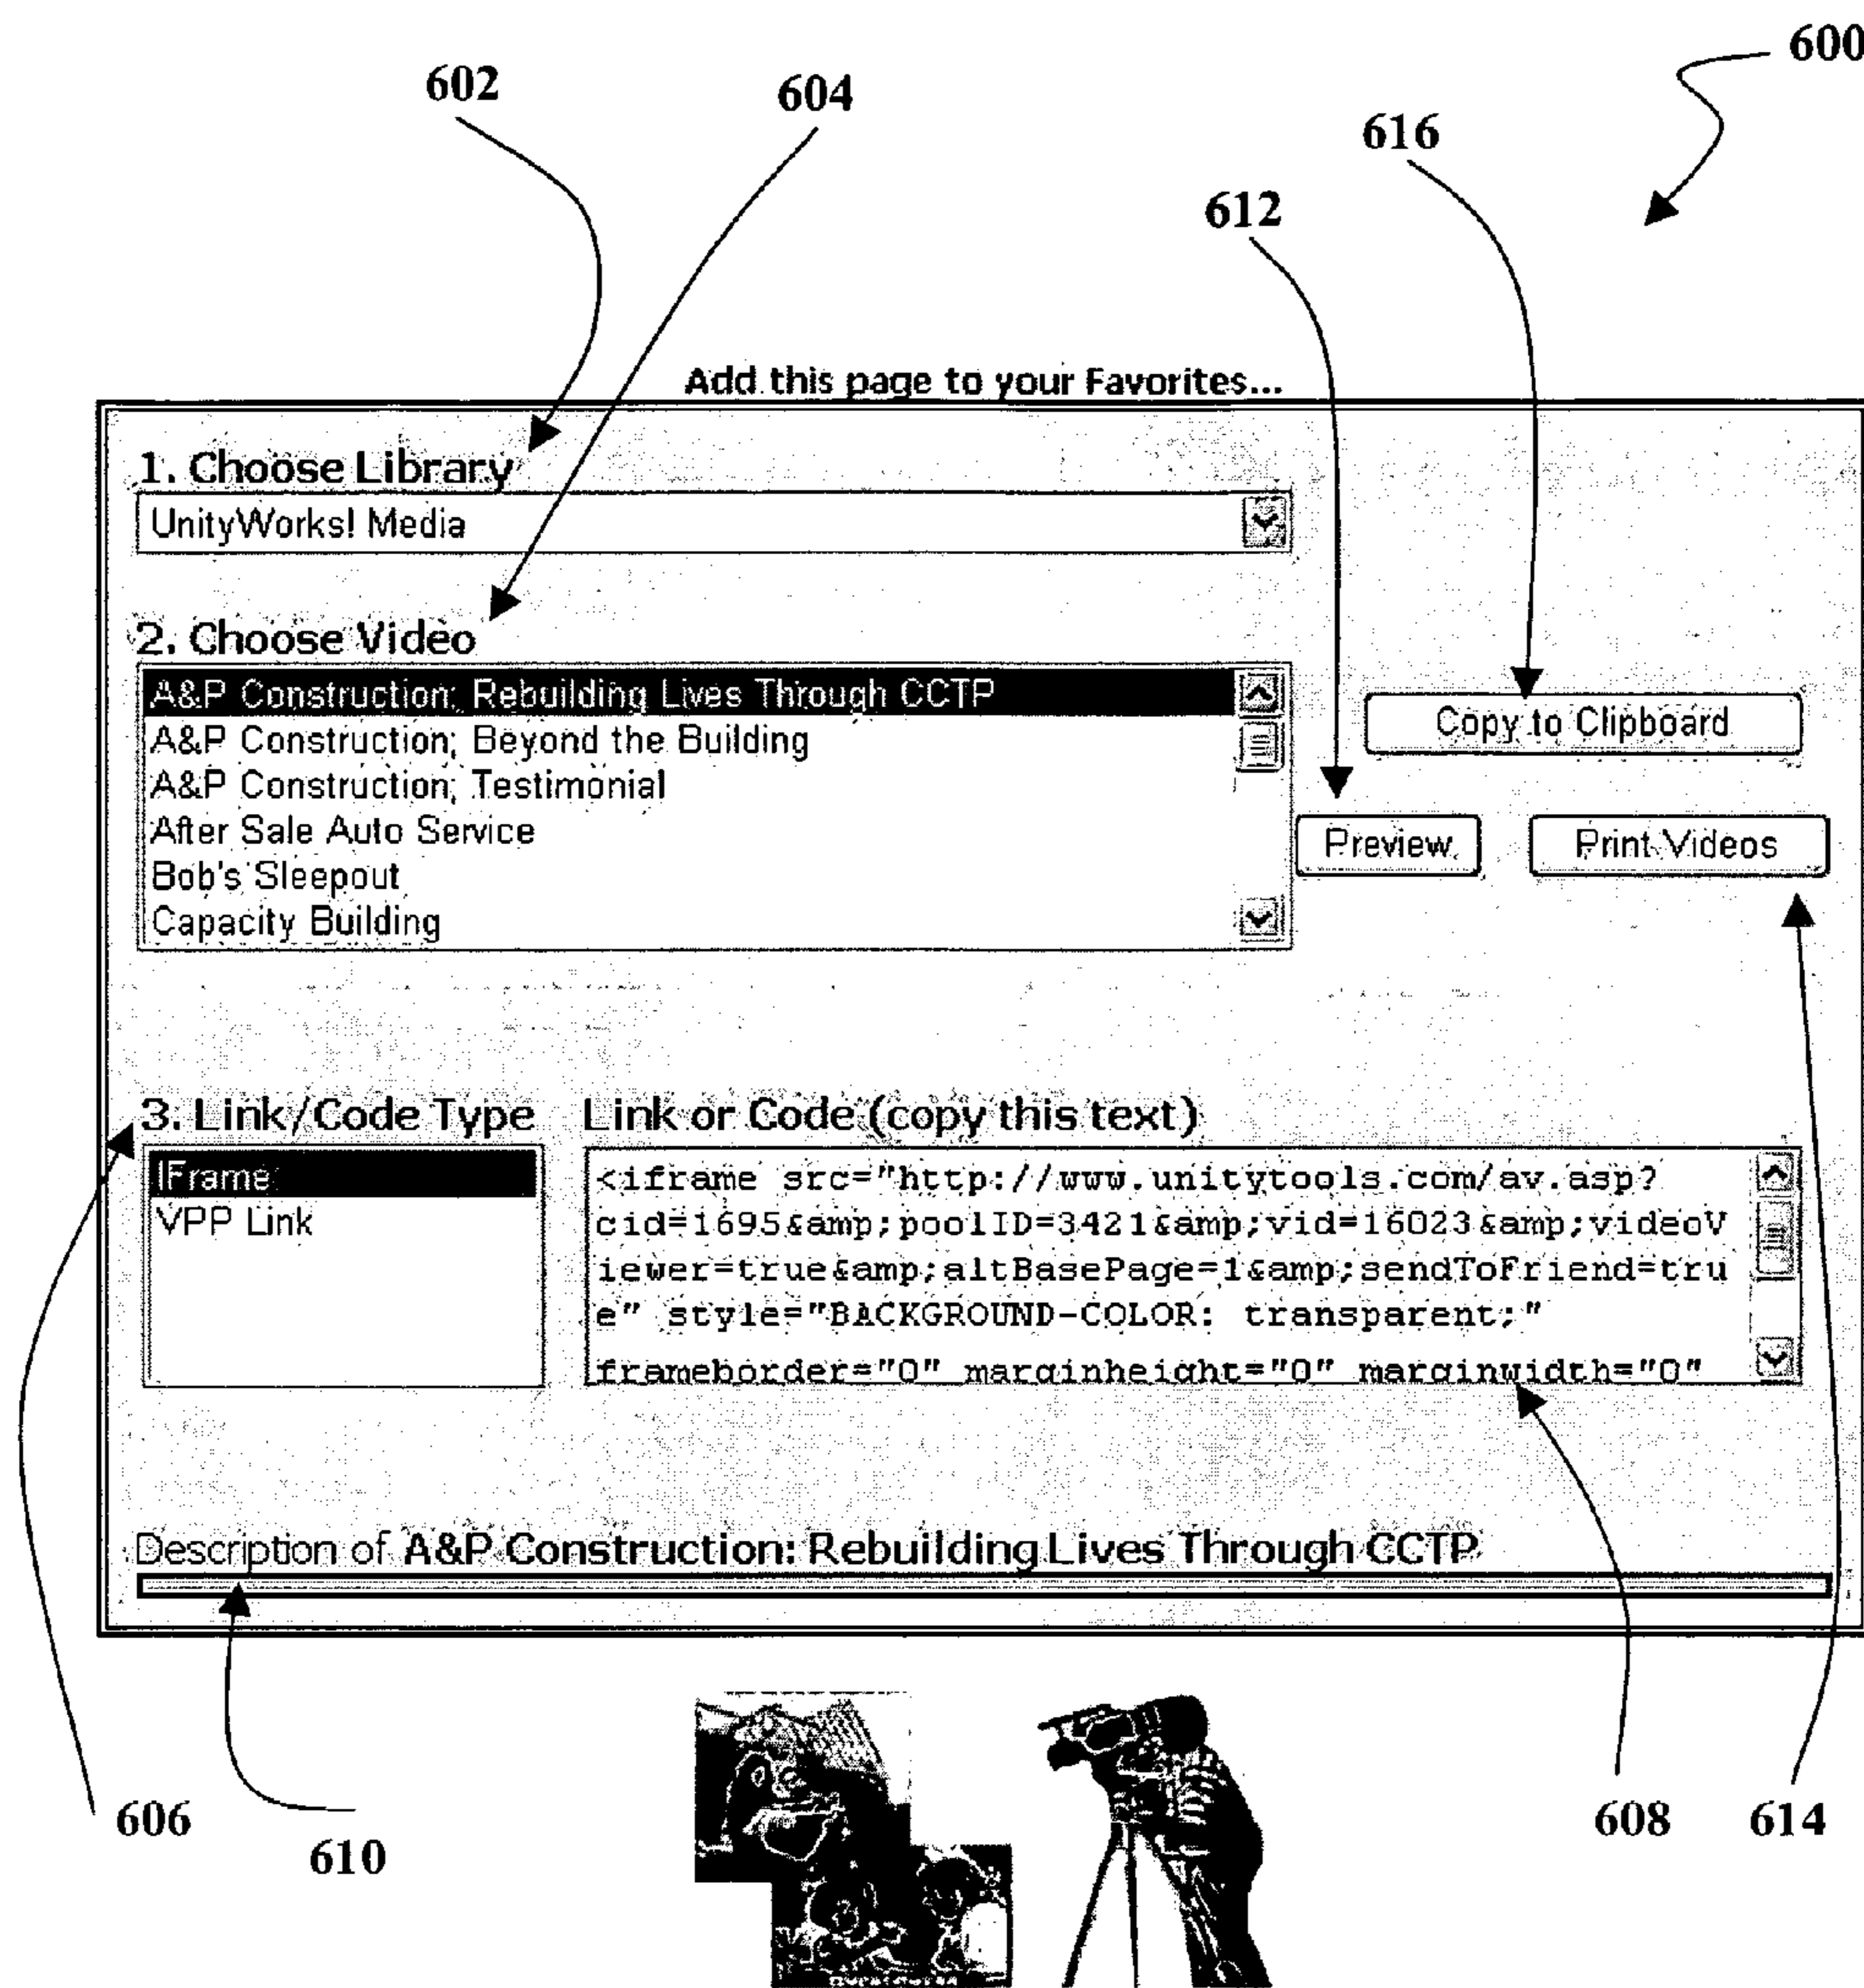 600
602
604
616
612
Add this page to your Favorites...
1. Choose Library
UnityWorks! Media
2. Choose Video
A&P Construction; Rebuilding Lives Through CCTP
A&P Construction; Beyond the Building
A&P Construction; Testimonial
After Sale Auto Service
Bob's Sleepout
Capacity Building
Copy to Clipboard
Preview
Print Videos
3. Link/Code Type
IFrame
VPP Link
Link or Code (copy this text)
<iframe src="http://www.unitytools.com/av.asp?
cid=1695&amp;poolID=3421&amp;vid=16023&amp;videoV
iewer=true&amp;altBasePage=1&amp;sendToFriend=tru
e" style="BACKGROUND-COLOR: transparent;"
frameborder="0" marginheight="0" marginwidth="0"
Description of A&P Construction: Rebuilding Lives Through CCTP
606
610
608
614